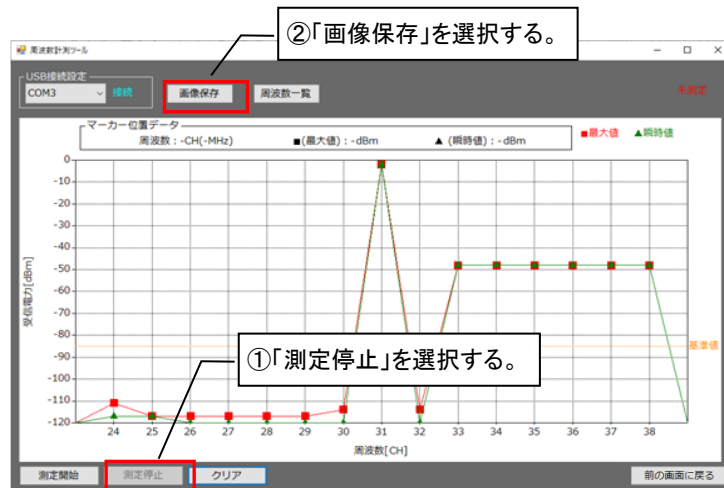 ②「画像保存」を選択する。
周波数計測ツール
USB接続設定
COM3 接続 画像保存 周波数一覧 未測定
マーカー位置データ
周波数：-CH(-MHz) ■(最大値)：-dBm ▲ (瞬時値)：-dBm
■最大値 ▲瞬時値
0
-10
-20
-30
-40
-50
-60
-70
-80
-90
-100
-110
-120
受信電力[dBm]
基準値
①「測定停止」を選択する。
24 25 26 27 28 29 30 31 32 33 34 35 36 37 38
周波数[CH]
測定開始 測定停止 クリア 前の画面に戻る